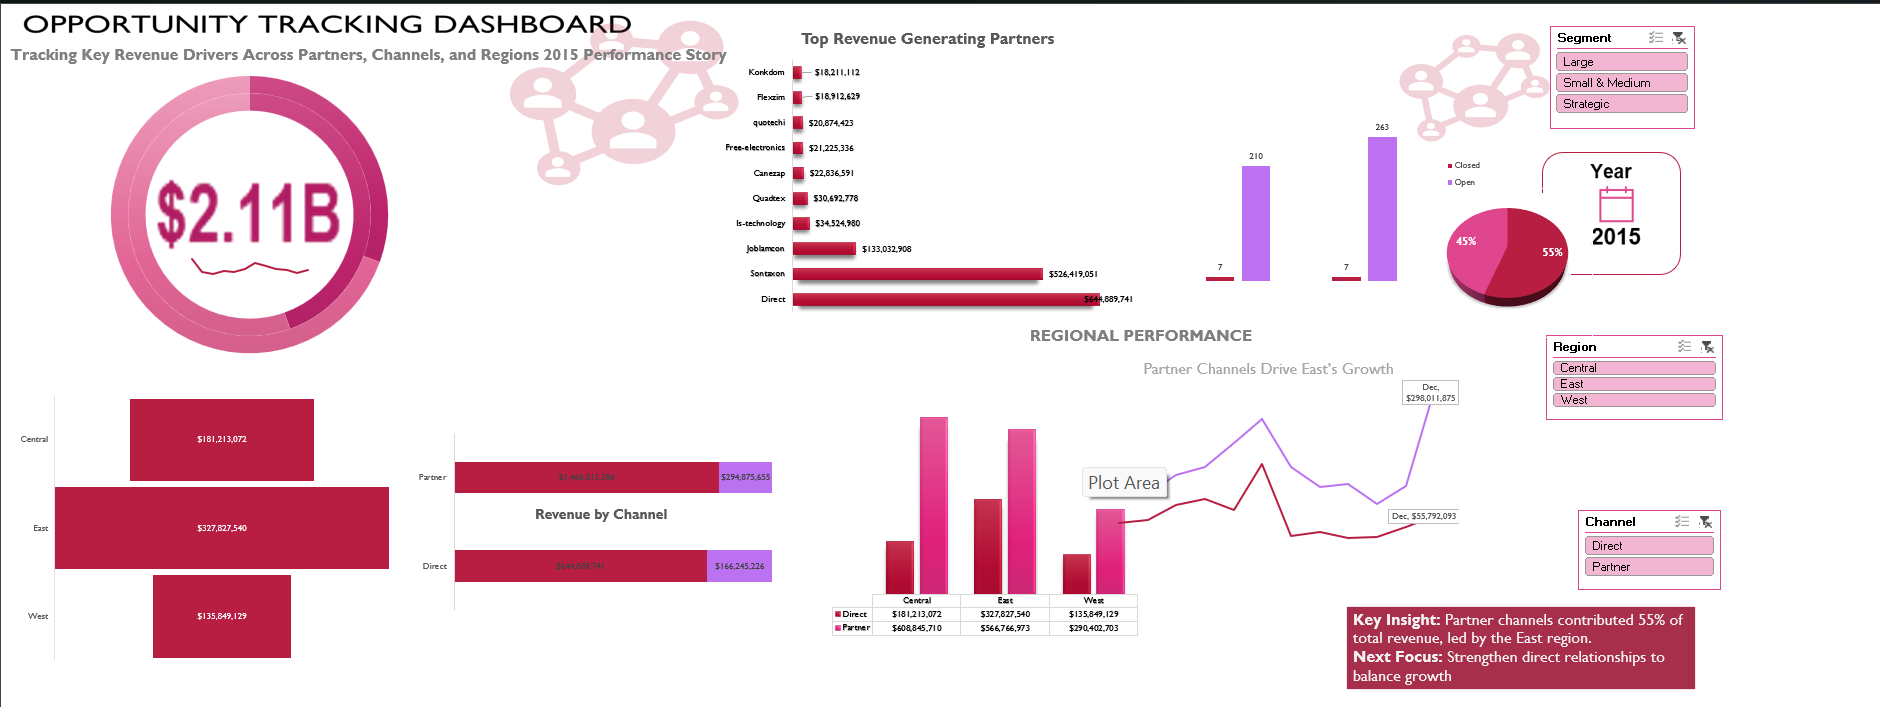 OPPORTUNITY TRACKING DASHBOARD
Tracking Key Revenue Drivers Across Partners, Channels, and Regions 2015 Performance Story
$2.11B
Top Revenue Generating Partners
Konkdom $18,211,112
Flexzim $18,912,629
quotechi $20,874,423
Free-electronics $21,225,336
Canezap $22,836,591
Quadtex $30,692,778
Is-technology $34,524,980
Joblamcon $133,032,908
Sontaxon $526,419,051
Direct $644,889,741
7
210
7
263
Closed
Open
45%
55%
Segment
Large
Small & Medium
Strategic
Year
2015
REGIONAL PERFORMANCE
Partner Channels Drive East's Growth
Region
Central
East
West
Central $181,213,072
East $327,827,540
West $135,849,129
Partner $294,875,655
Revenue by Channel
Direct $166,245,226
Plot Area
Dec,
$298,011,875
Dec, $55,792,093
Central East West
Direct $181,213,072 $327,827,540 $135,849,129
Partner $608,845,710 $566,766,973 $290,402,703
Channel
Direct
Partner
Key Insight: Partner channels contributed 55% of
total revenue, led by the East region.
Next Focus: Strengthen direct relationships to
balance growth